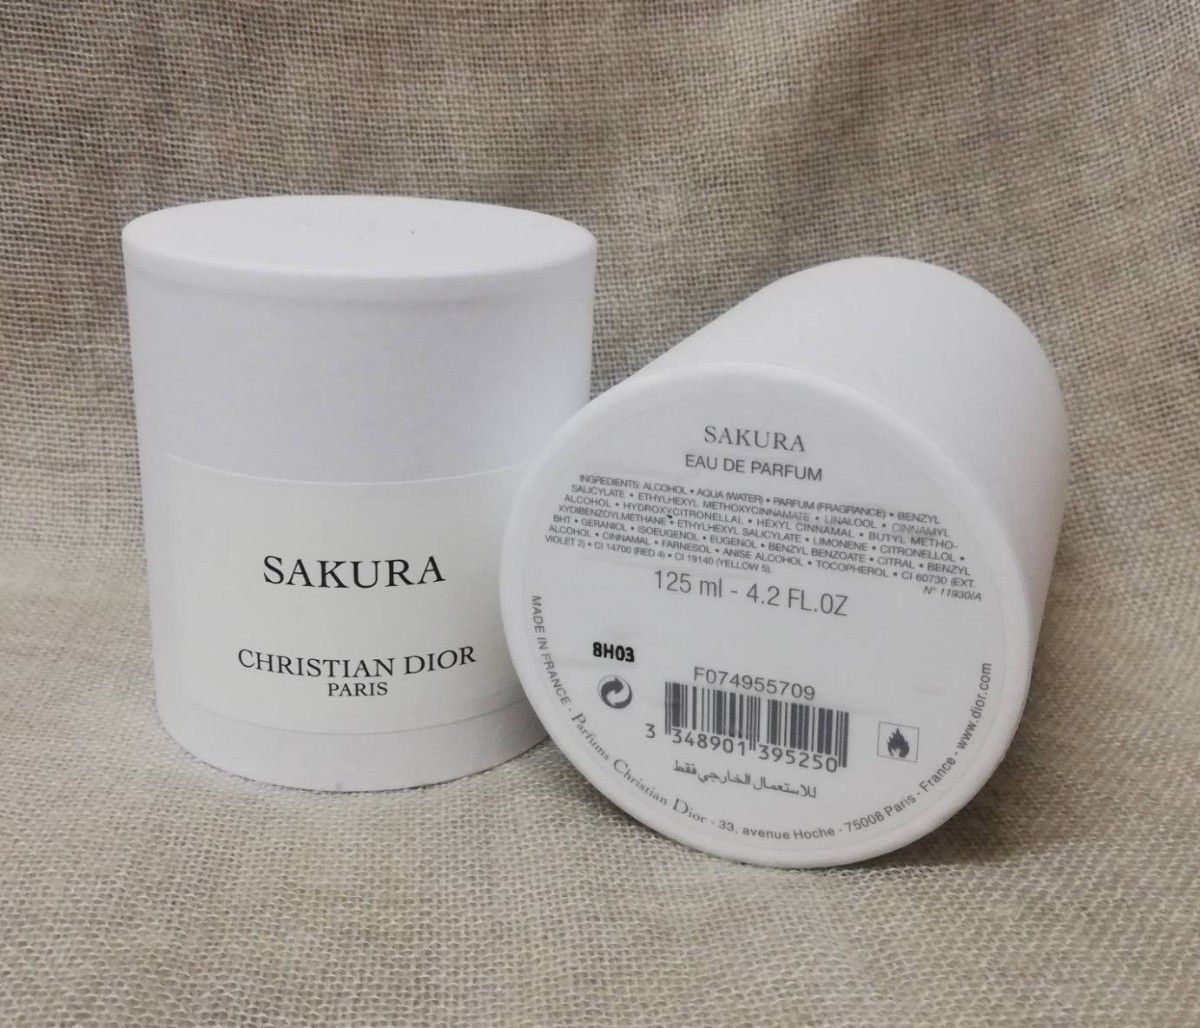 SAKURA
CHRISTIAN DIOR
PARIS
SAKURA
EAU DE PARFUM
INGREDIENTS: ALCOHOL • AQUA (WATER) • PARFUM (FRAGRANCE) • BENZYL
SALICYLATE • ETHYLHEXYL METHOXYCINNAMATE • LINALOOL • CINNAMYL
ALCOHOL • HYDROXYCITRONELLAL • HEXYL CINNAMAL • BUTYL METHO-
XYDIBENZOYLMETHANE • ETHYLHEXYL SALICYLATE • LIMONENE • CITRONELLOL •
BHT • GERANIOL • ISOEUGENOL • EUGENOL • BENZYL BENZOATE • CITRAL • BENZYL
ALCOHOL • CINNAMAL • FARNESOL • ANISE ALCOHOL • TOCOPHEROL • CI 60730 (EXT.
VIOLET 2) • CI 14700 (RED 4) • CI 19140 (YELLOW 5).
N° 11930/A
125 ml - 4.2 FL.OZ
8H03
F074955709
3 348901 395250
للاستعمال الخارجي فقط
MADE IN FRANCE - Parfums Christian Dior - 33, avenue Hoche - 75008 Paris - France - www.dior.com